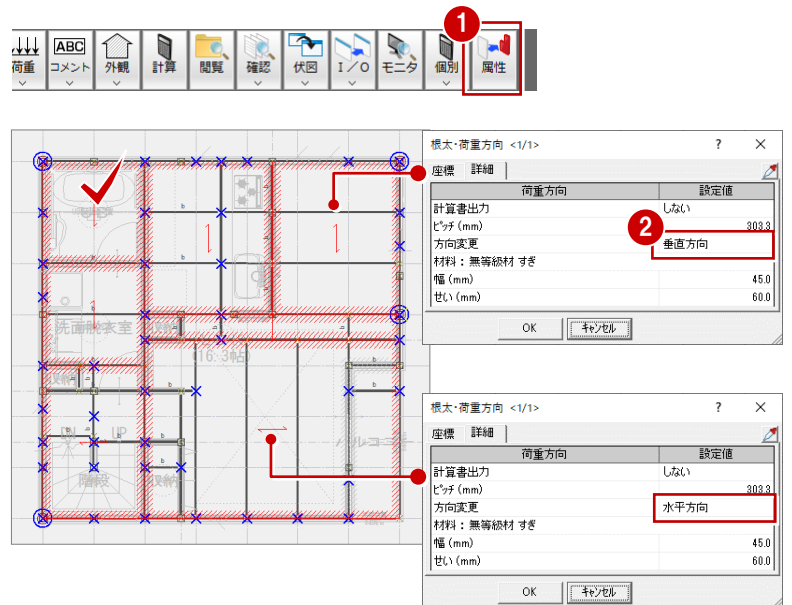 1
荷重 ABC コメント 外観 計算 閲覧 確認 伏図 I/O モニタ 個別 属性
根太・荷重方向 <1/1> ? ×
座標 詳細
荷重方向 設定値
計算書出力 しない
ﾋﾟｯﾁ(mm) 303.3
2
方向変更 垂直方向
材料：無等級材 すぎ
幅(mm) 45.0
せい(mm) 60.0
OK ｷｬﾝｾﾙ
洗面脱衣室
(16.3帖)
収納
UP
バルコニー
階段
収納
根太・荷重方向 <1/1> ? ×
座標 詳細
荷重方向 設定値
計算書出力 しない
ﾋﾟｯﾁ(mm) 303.3
方向変更 水平方向
材料：無等級材 すぎ
幅(mm) 45.0
せい(mm) 60.0
OK ｷｬﾝｾﾙ